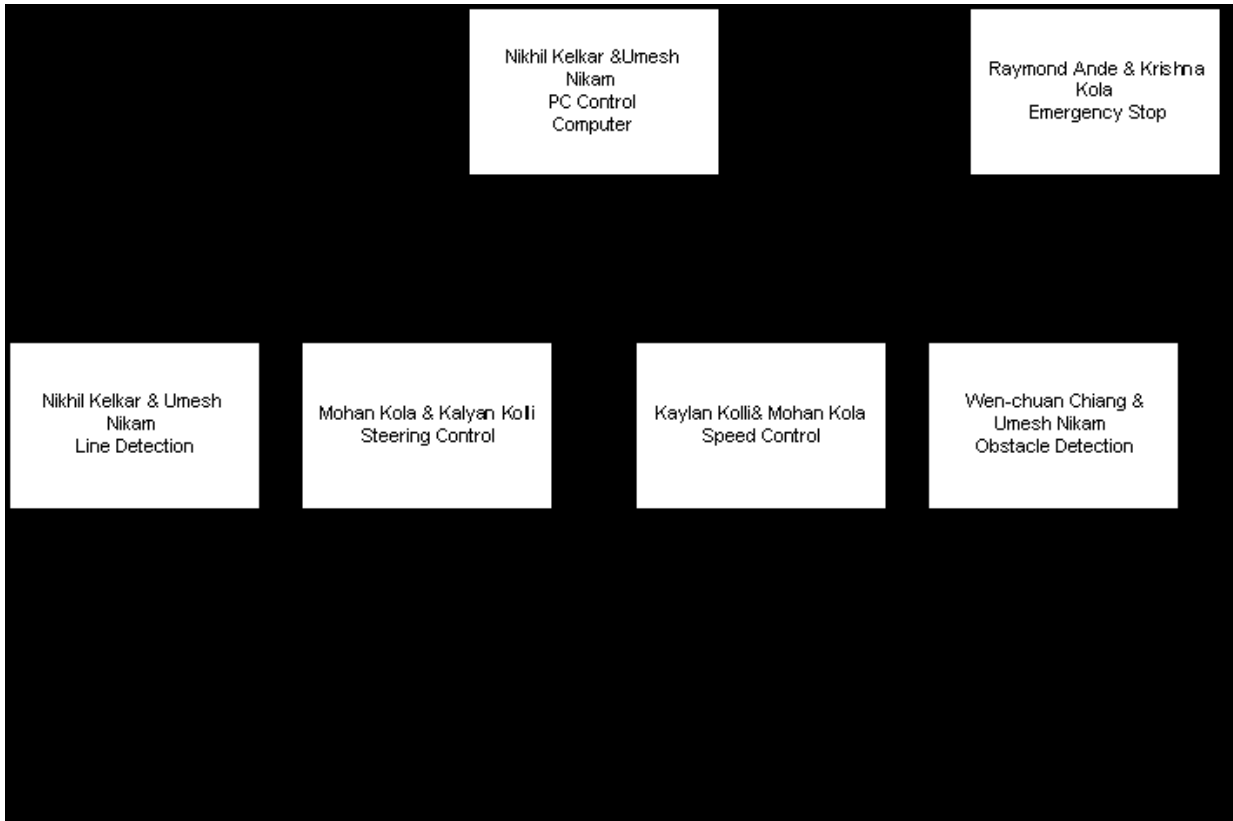 Nikhil Kelkar &Umesh
Nikam
PC Control
Computer
Raymond Ande & Krishna
Kola
Emergency Stop
Nikhil Kelkar & Umesh
Nikam
Line Detection
Mohan Kola & Kalyan Kolli
Steering Control
Kaylan Kolli& Mohan Kola
Speed Control
Wen-chuan Chiang &
Umesh Nikam
Obstacle Detection